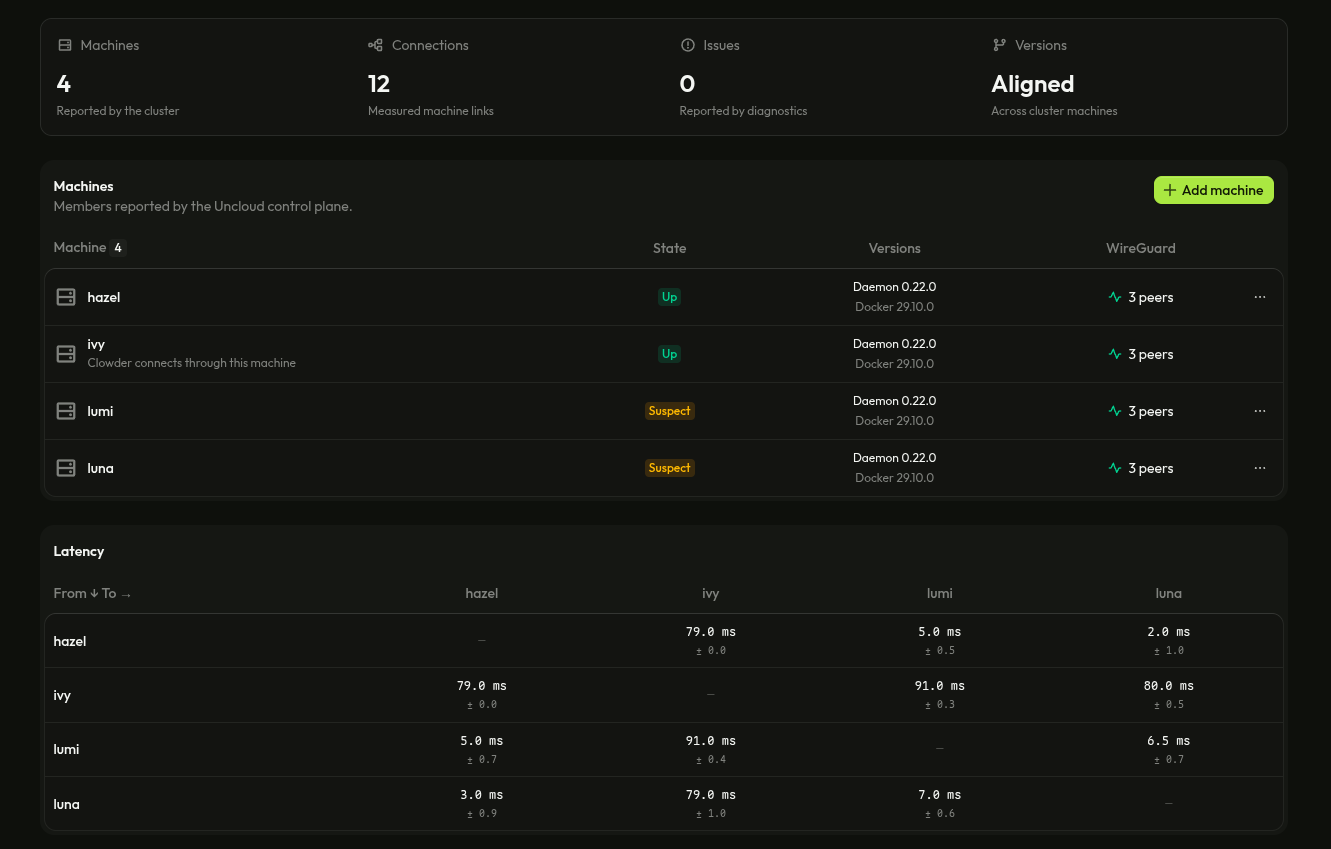 Machines
4
Reported by the cluster
Connections
12
Measured machine links
Issues
0
Reported by diagnostics
Versions
Aligned
Across cluster machines
Machines
Members reported by the Uncloud control plane.
Add machine
Machine 4 State Versions WireGuard
hazel Up Daemon 0.22.0 3 peers ...
Docker 29.10.0
ivy Up Daemon 0.22.0 3 peers
Clowder connects through this machine Docker 29.10.0
lumi Suspect Daemon 0.22.0 3 peers ...
Docker 29.10.0
luna Suspect Daemon 0.22.0 3 peers ...
Docker 29.10.0
Latency
From ↓ To → hazel ivy lumi luna
hazel — 79.0 ms 5.0 ms 2.0 ms
± 0.0 ± 0.5 ± 1.0
ivy 79.0 ms — 91.0 ms 80.0 ms
± 0.0 ± 0.3 ± 0.5
lumi 5.0 ms 91.0 ms — 6.5 ms
± 0.7 ± 0.4 ± 0.7
luna 3.0 ms 79.0 ms 7.0 ms —
± 0.9 ± 1.0 ± 0.6